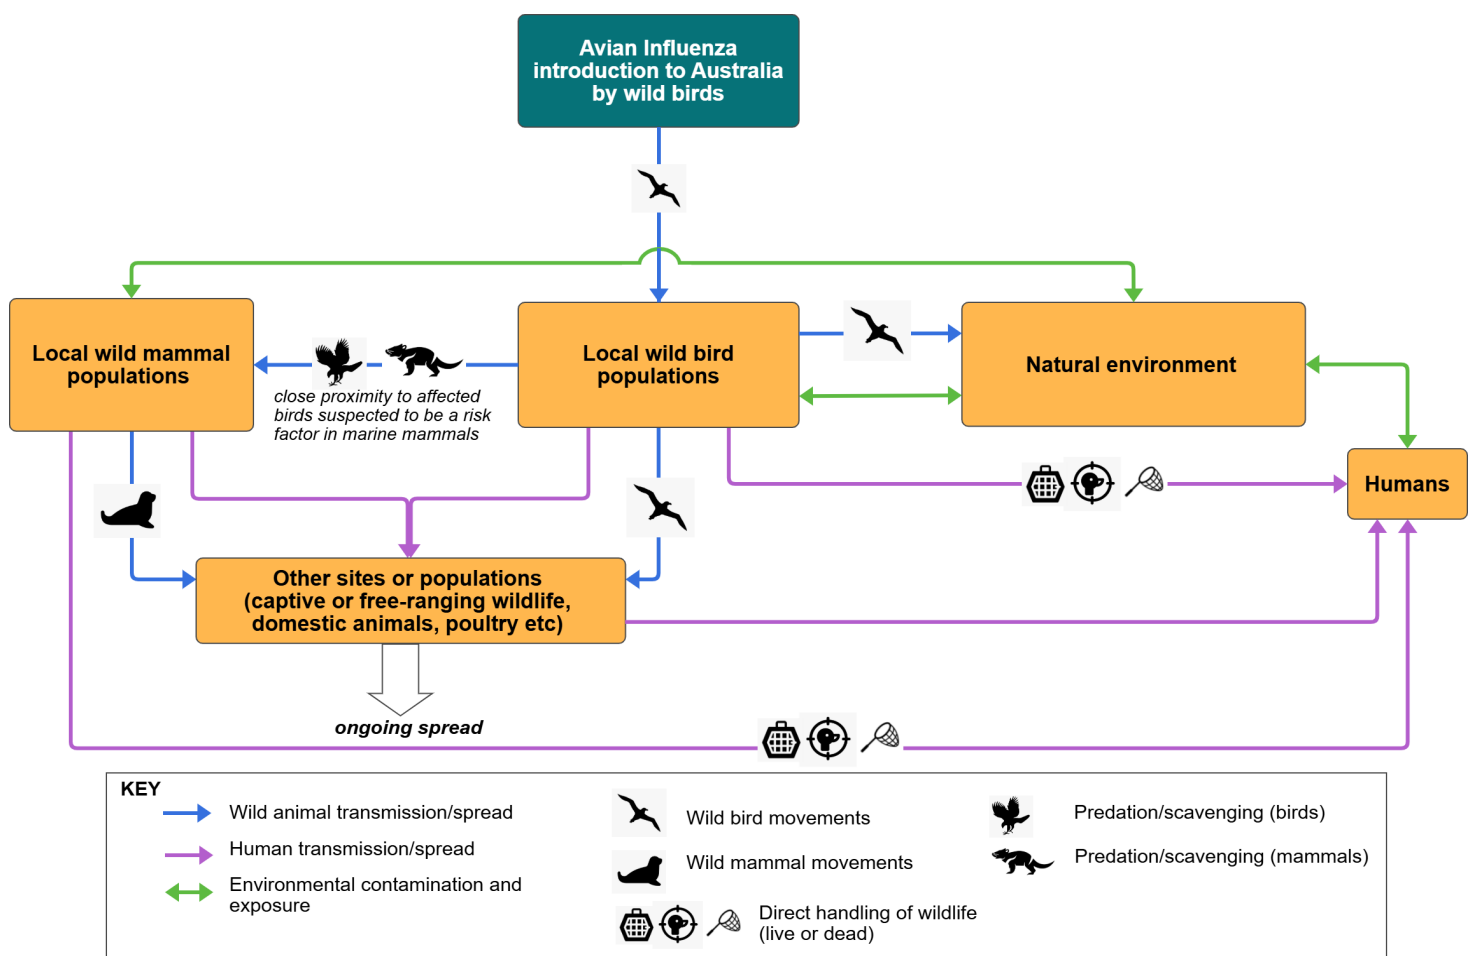 Avian Influenza
introduction to Australia
by wild birds
Local wild mammal
populations
close proximity to affected
birds suspected to be a risk
factor in marine mammals
Local wild bird
populations
Natural environment
Humans
Other sites or populations
(captive or free-ranging wildlife,
domestic animals, poultry etc)
ongoing spread
KEY
Wild animal transmission/spread
Human transmission/spread
Environmental contamination and
exposure
Wild bird movements
Wild mammal movements
Direct handling of wildlife
(live or dead)
Predation/scavenging (birds)
Predation/scavenging (mammals)